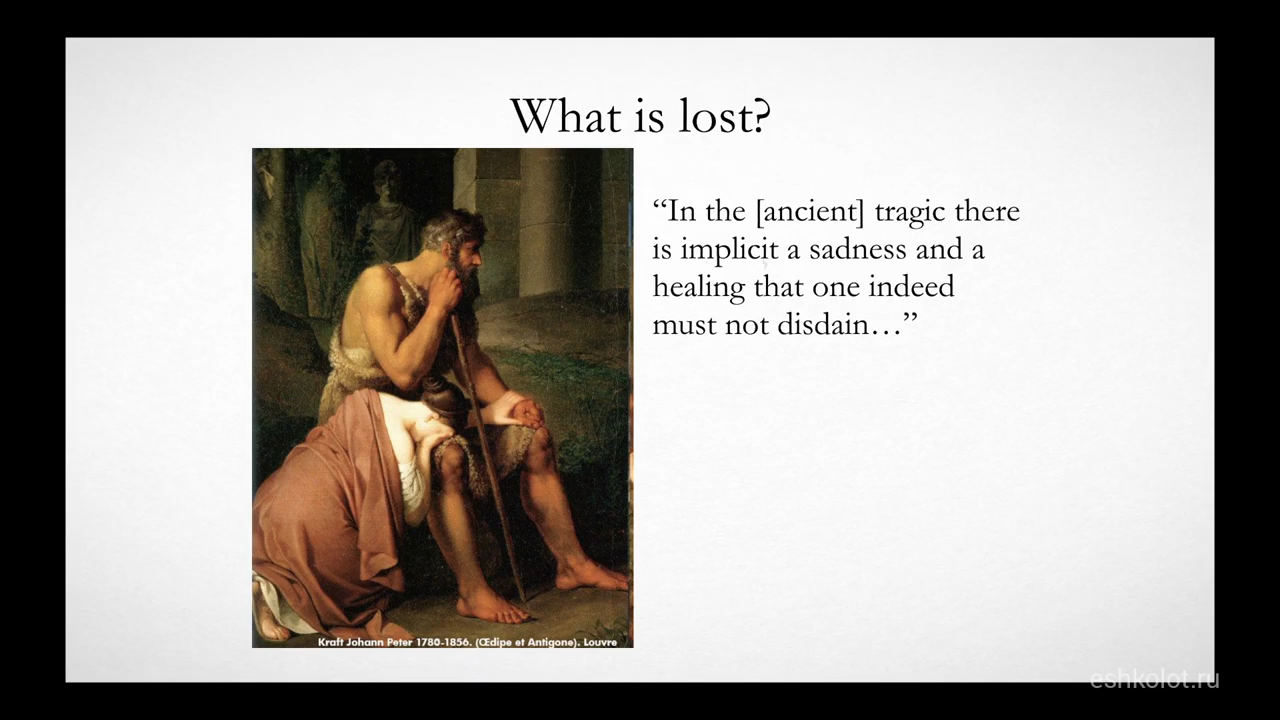 What is lost?
“In the [ancient] tragic there
is implicit a sadness and a
healing that one indeed
must not disdain…”
Kraft Johann Peter 1780-1856. (Œdipe et Antigone). Louvre
eshkolot.ru